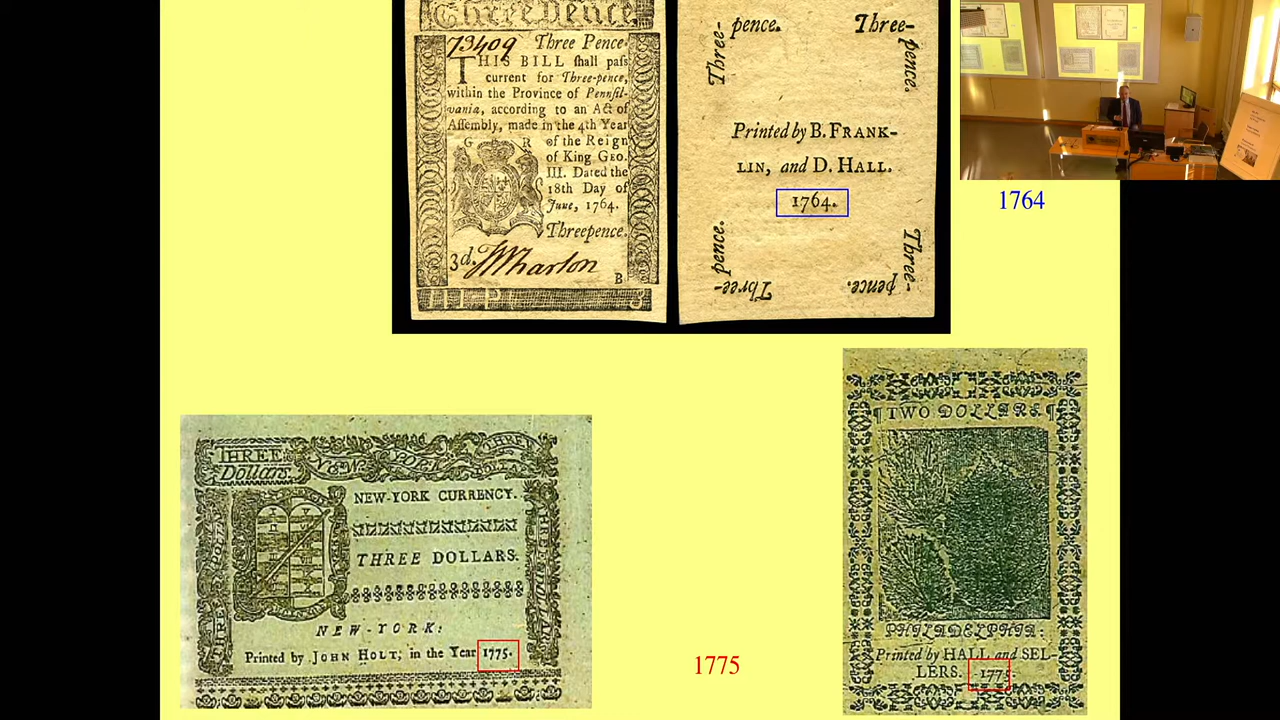 Threepence
73409 Three Pence.
THIS BILL ſhall paſs
current for Three-pence,
within the Province of Pennſil-
vania, according to an Act of
Aſſembly, made in the 4th Year
G R of the Reign
of King GEO.
III. Dated the
18th Day of
June, 1764.
Threepence.
3d. Wharton
B
Three-pence.
Three-pence.
Printed by B. FRANK-
LIN, and D. HALL.
1764.
Three-pence.
Three-pence.
1764
THREE
Dollars.
NEW-YORK CURRENCY.
THREE DOLLARS.
NEW-YORK:
Printed by JOHN HOLT, in the Year 1775.
1775
TWO DOLLARS.
PHILADELPHIA:
Printed by HALL and SEL-
LERS. 1775